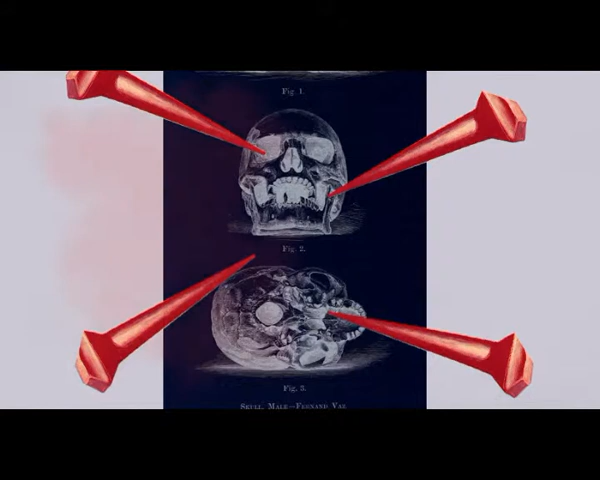 Fig. 1.
Fig. 2.
Fig. 3.
Skull, Male—Fernand Vaz